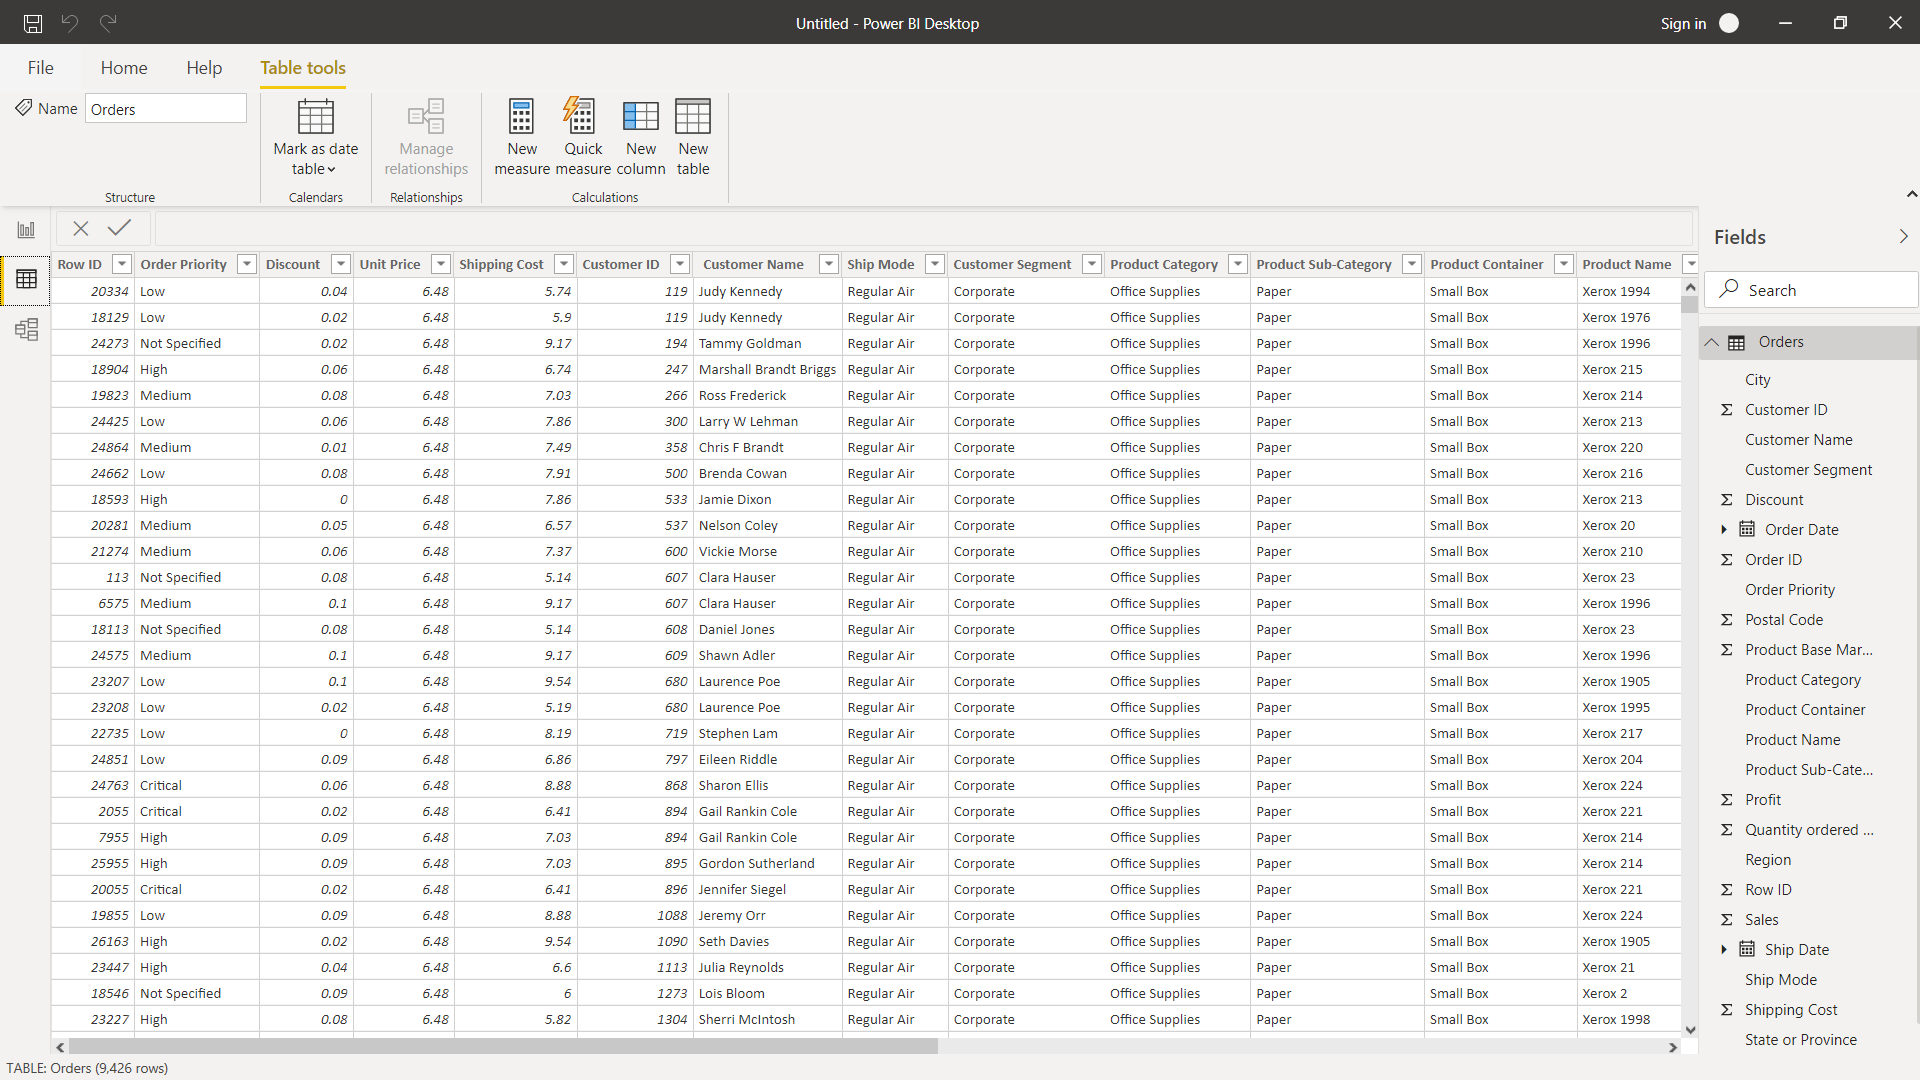 Untitled - Power BI Desktop
Sign in
File Home Help Table tools
Name Orders
Mark as date table
Manage relationships
New measure
Quick measure
New column
New table
Structure Calendars Relationships Calculations
Row ID Order Priority Discount Unit Price Shipping Cost Customer ID Customer Name Ship Mode Customer Segment Product Category Product Sub-Category Product Container Product Name
20334 Low 0.04 6.48 5.74 119 Judy Kennedy Regular Air Corporate Office Supplies Paper Small Box Xerox 1994
18129 Low 0.02 6.48 5.9 119 Judy Kennedy Regular Air Corporate Office Supplies Paper Small Box Xerox 1976
24273 Not Specified 0.02 6.48 9.17 194 Tammy Goldman Regular Air Corporate Office Supplies Paper Small Box Xerox 1996
18904 High 0.06 6.48 6.74 247 Marshall Brandt Briggs Regular Air Corporate Office Supplies Paper Small Box Xerox 215
19823 Medium 0.08 6.48 7.03 266 Ross Frederick Regular Air Corporate Office Supplies Paper Small Box Xerox 214
24425 Low 0.06 6.48 7.86 300 Larry W Lehman Regular Air Corporate Office Supplies Paper Small Box Xerox 213
24864 Medium 0.01 6.48 7.49 358 Chris F Brandt Regular Air Corporate Office Supplies Paper Small Box Xerox 220
24662 Low 0.08 6.48 7.91 500 Brenda Cowan Regular Air Corporate Office Supplies Paper Small Box Xerox 216
18593 High 0 6.48 7.86 533 Jamie Dixon Regular Air Corporate Office Supplies Paper Small Box Xerox 213
20281 Medium 0.05 6.48 6.57 537 Nelson Coley Regular Air Corporate Office Supplies Paper Small Box Xerox 20
21274 Medium 0.06 6.48 7.37 600 Vickie Morse Regular Air Corporate Office Supplies Paper Small Box Xerox 210
113 Not Specified 0.08 6.48 5.14 607 Clara Hauser Regular Air Corporate Office Supplies Paper Small Box Xerox 23
6575 Medium 0.1 6.48 9.17 607 Clara Hauser Regular Air Corporate Office Supplies Paper Small Box Xerox 1996
18113 Not Specified 0.08 6.48 5.14 608 Daniel Jones Regular Air Corporate Office Supplies Paper Small Box Xerox 23
24575 Medium 0.1 6.48 9.17 609 Shawn Adler Regular Air Corporate Office Supplies Paper Small Box Xerox 1996
23207 Low 0.1 6.48 9.54 680 Laurence Poe Regular Air Corporate Office Supplies Paper Small Box Xerox 1905
23208 Low 0.02 6.48 5.19 680 Laurence Poe Regular Air Corporate Office Supplies Paper Small Box Xerox 1995
22735 Low 0 6.48 8.19 719 Stephen Lam Regular Air Corporate Office Supplies Paper Small Box Xerox 217
24851 Low 0.09 6.48 6.86 797 Eileen Riddle Regular Air Corporate Office Supplies Paper Small Box Xerox 204
24763 Critical 0.06 6.48 8.88 868 Sharon Ellis Regular Air Corporate Office Supplies Paper Small Box Xerox 224
2055 Critical 0.02 6.48 6.41 894 Gail Rankin Cole Regular Air Corporate Office Supplies Paper Small Box Xerox 221
7955 High 0.09 6.48 7.03 894 Gail Rankin Cole Regular Air Corporate Office Supplies Paper Small Box Xerox 214
25955 High 0.09 6.48 7.03 895 Gordon Sutherland Regular Air Corporate Office Supplies Paper Small Box Xerox 214
20055 Critical 0.02 6.48 6.41 896 Jennifer Siegel Regular Air Corporate Office Supplies Paper Small Box Xerox 221
19855 Low 0.09 6.48 8.88 1088 Jeremy Orr Regular Air Corporate Office Supplies Paper Small Box Xerox 224
26163 High 0.02 6.48 9.54 1090 Seth Davies Regular Air Corporate Office Supplies Paper Small Box Xerox 1905
23447 High 0.04 6.48 6.6 1113 Julia Reynolds Regular Air Corporate Office Supplies Paper Small Box Xerox 21
18546 Not Specified 0.09 6.48 6 1273 Lois Bloom Regular Air Corporate Office Supplies Paper Small Box Xerox 2
23227 High 0.08 6.48 5.82 1304 Sherri McIntosh Regular Air Corporate Office Supplies Paper Small Box Xerox 1998
TABLE: Orders (9,426 rows)
Fields
Search
Orders
City
Σ Customer ID
Customer Name
Customer Segment
Σ Discount
Order Date
Σ Order ID
Order Priority
Σ Postal Code
Σ Product Base Mar...
Product Category
Product Container
Product Name
Product Sub-Cate...
Σ Profit
Σ Quantity ordered ...
Region
Σ Row ID
Σ Sales
Ship Date
Ship Mode
Σ Shipping Cost
State or Province